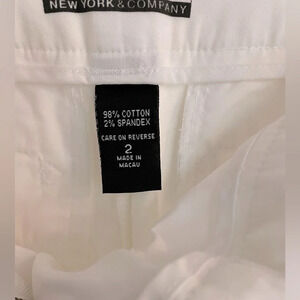 NEW YORK & COMPANY
98% COTTON
2% SPANDEX
CARE ON REVERSE
2
MADE IN
MACAU